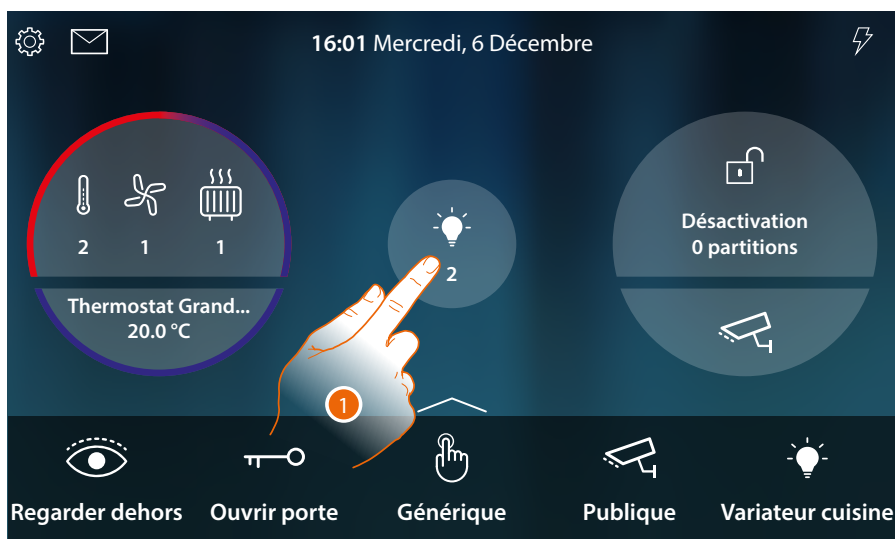 16:01 Mercredi, 6 Décembre
2 1 1
Thermostat Grand...
20.0 °C
2
Désactivation
0 partitions
1
Regarder dehors
Ouvrir porte
Générique
Publique
Variateur cuisine